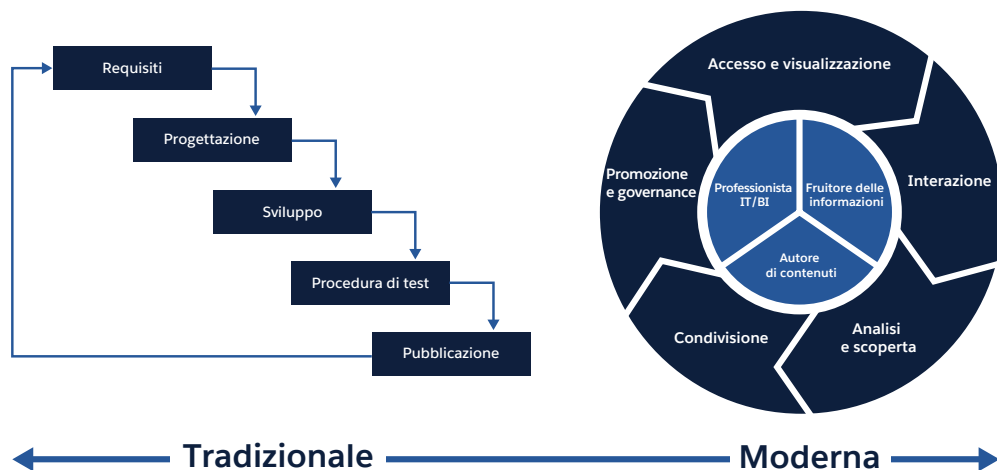 Requisiti
Progettazione
Sviluppo
Procedura di test
Pubblicazione
Accesso e visualizzazione
Interazione
Analisi
e scoperta
Condivisione
Promozione
e governance
Professionista
IT/BI
Fruitore delle
informazioni
Autore
di contenuti
Tradizionale
Moderna